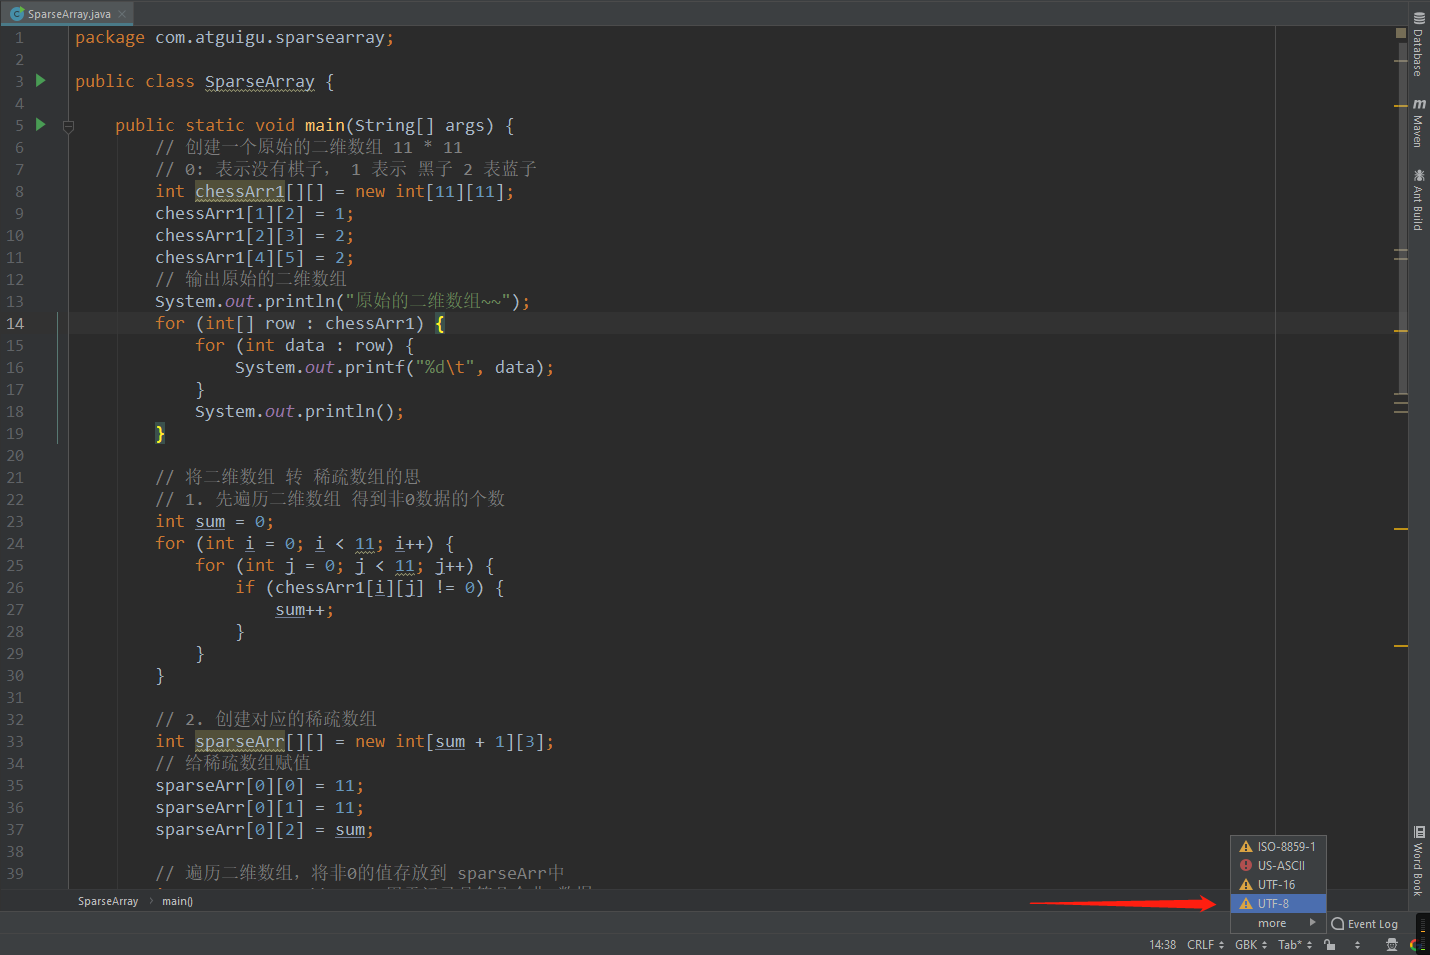 SparseArray.java
1 package com.atguigu.sparsearray;
2
3 public class SparseArray {
4
5 public static void main(String[] args) {
6 // 创建一个原始的二维数组 11 * 11
7 // 0: 表示没有棋子， 1 表示 黑子 2 表蓝子
8 int chessArr1[][] = new int[11][11];
9 chessArr1[1][2] = 1;
10 chessArr1[2][3] = 2;
11 chessArr1[4][5] = 2;
12 // 输出原始的二维数组
13 System.out.println("原始的二维数组~~");
14 for (int[] row : chessArr1) {
15 for (int data : row) {
16 System.out.printf("%d\t", data);
17 }
18 System.out.println();
19 }
20
21 // 将二维数组 转 稀疏数组的思
22 // 1. 先遍历二维数组 得到非0数据的个数
23 int sum = 0;
24 for (int i = 0; i < 11; i++) {
25 for (int j = 0; j < 11; j++) {
26 if (chessArr1[i][j] != 0) {
27 sum++;
28 }
29 }
30 }
31
32 // 2. 创建对应的稀疏数组
33 int sparseArr[][] = new int[sum + 1][3];
34 // 给稀疏数组赋值
35 sparseArr[0][0] = 11;
36 sparseArr[0][1] = 11;
37 sparseArr[0][2] = sum;
38
39 // 遍历二维数组，将非0的值存放到 sparseArr中
Database
Maven
Ant Build
Word Book
ISO-8859-1
US-ASCII
UTF-16
UTF-8
more
SparseArray main()
Event Log
14:38 CRLF GBK Tab*